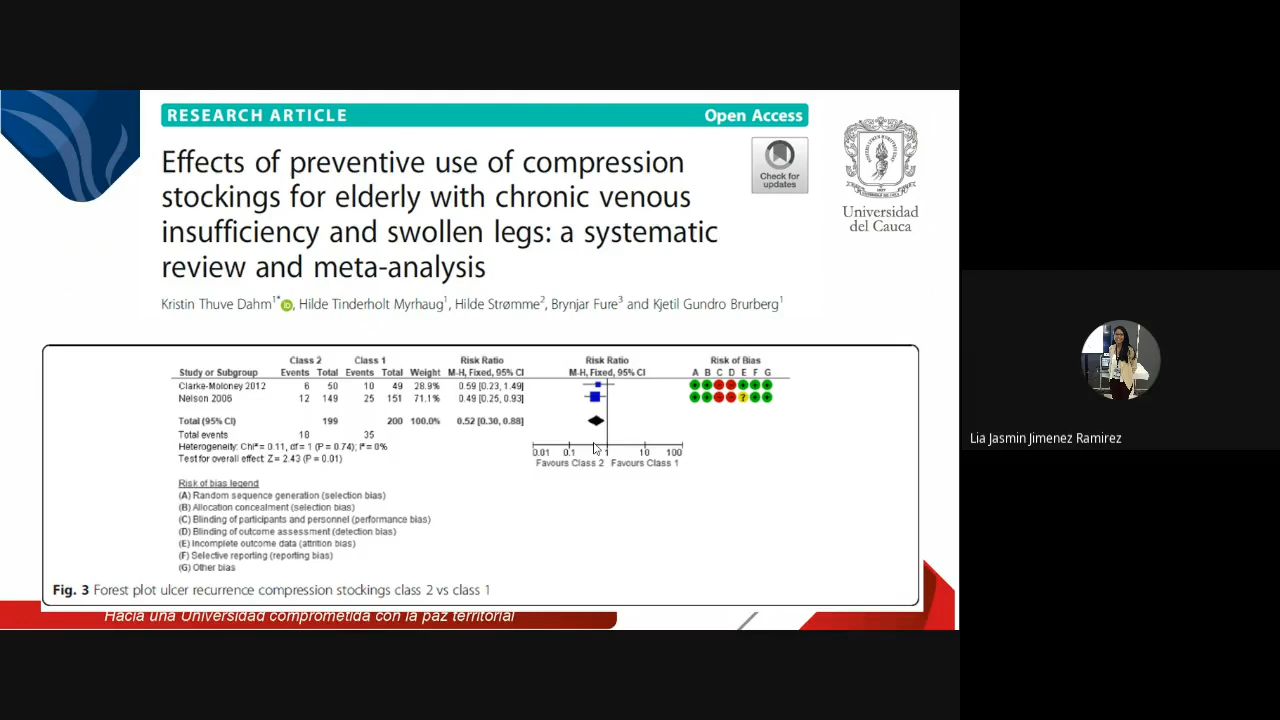 RESEARCH ARTICLE Open Access
Effects of preventive use of compression
stockings for elderly with chronic venous
insufficiency and swollen legs: a systematic
review and meta-analysis
Check for
updates
Universidad
del Cauca
Kristin Thuve Dahm1*, Hilde Tinderholt Myrhaug1, Hilde Strømme2, Brynjar Fure3 and Kjetil Gundro Brurberg1
Class 2 Class 1 Risk Ratio Risk Ratio Risk of Bias
Study or Subgroup Events Total Events Total Weight M-H, Fixed, 95% CI M-H, Fixed, 95% CI A B C D E F G
Clarke-Moloney 2012 6 50 10 49 28.9% 0.59 [0.23, 1.49]
Nelson 2006 12 149 25 151 71.1% 0.49 [0.25, 0.93] ?
Total (95% CI) 199 200 100.0% 0.52 [0.30, 0.88]
Total events 18 35
Heterogeneity: Chi² = 0.11, df = 1 (P = 0.74); I² = 0%
Test for overall effect: Z = 2.43 (P = 0.01)
0.01 0.1 1 10 100
Favours Class 2 Favours Class 1
Risk of bias legend
(A) Random sequence generation (selection bias)
(B) Allocation concealment (selection bias)
(C) Blinding of participants and personnel (performance bias)
(D) Blinding of outcome assessment (detection bias)
(E) Incomplete outcome data (attrition bias)
(F) Selective reporting (reporting bias)
(G) Other bias
Fig. 3 Forest plot ulcer recurrence compression stockings class 2 vs class 1
Hacia una Universidad comprometida con la paz territorial
Lia Jasmin Jimenez Ramirez